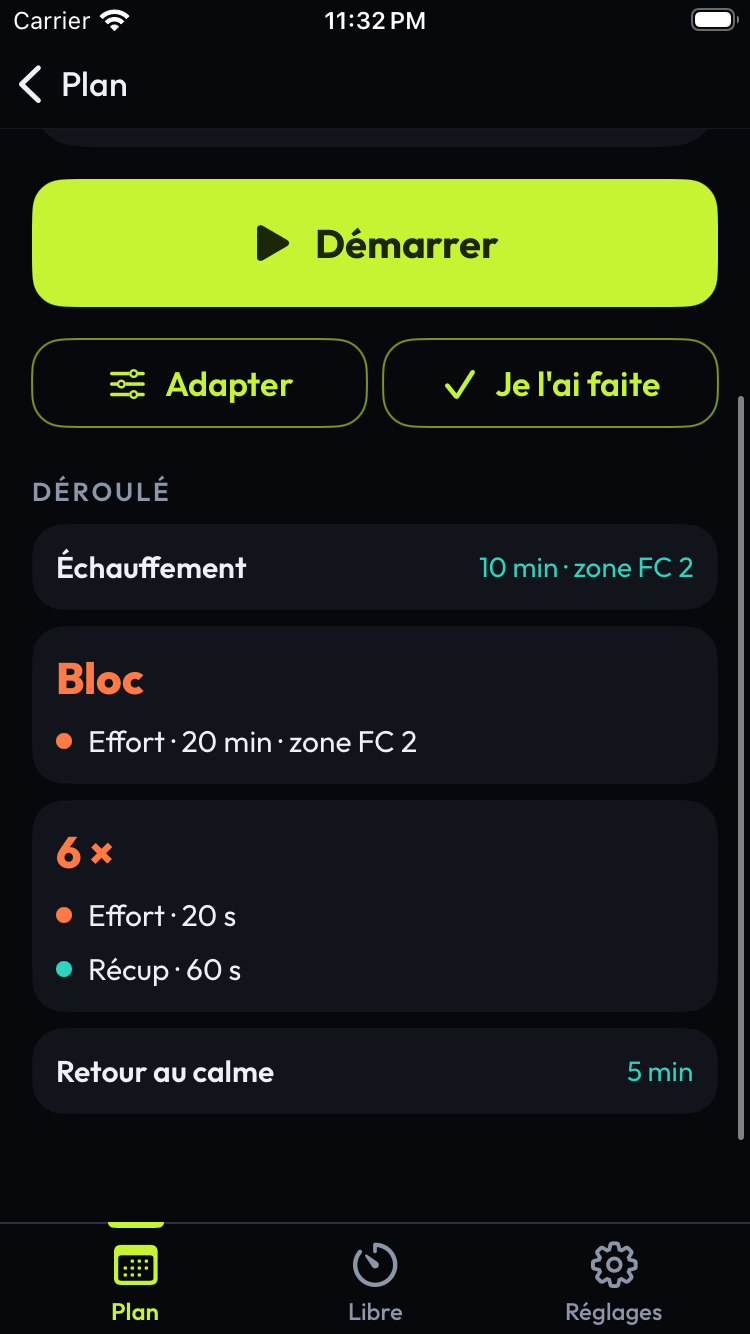 Carrier 11:32 PM
Plan
Démarrer
Adapter
Je l'ai faite
DÉROULÉ
Échauffement 10 min · zone FC 2
Bloc
Effort · 20 min · zone FC 2
6 ×
Effort · 20 s
Récup · 60 s
Retour au calme 5 min
Plan Libre Réglages